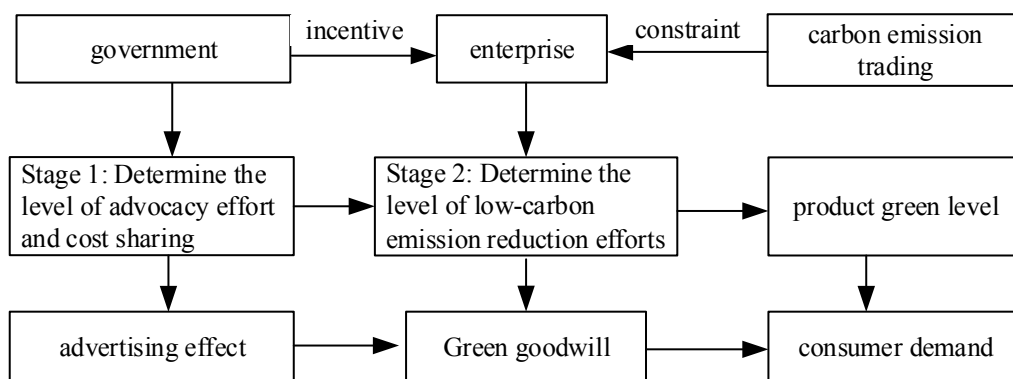 government
incentive
enterprise
constraint
carbon emission
trading
Stage 1: Determine the
level of advocacy effort
and cost sharing
Stage 2: Determine the
level of low-carbon
emission reduction efforts
product green level
advertising effect
Green goodwill
consumer demand